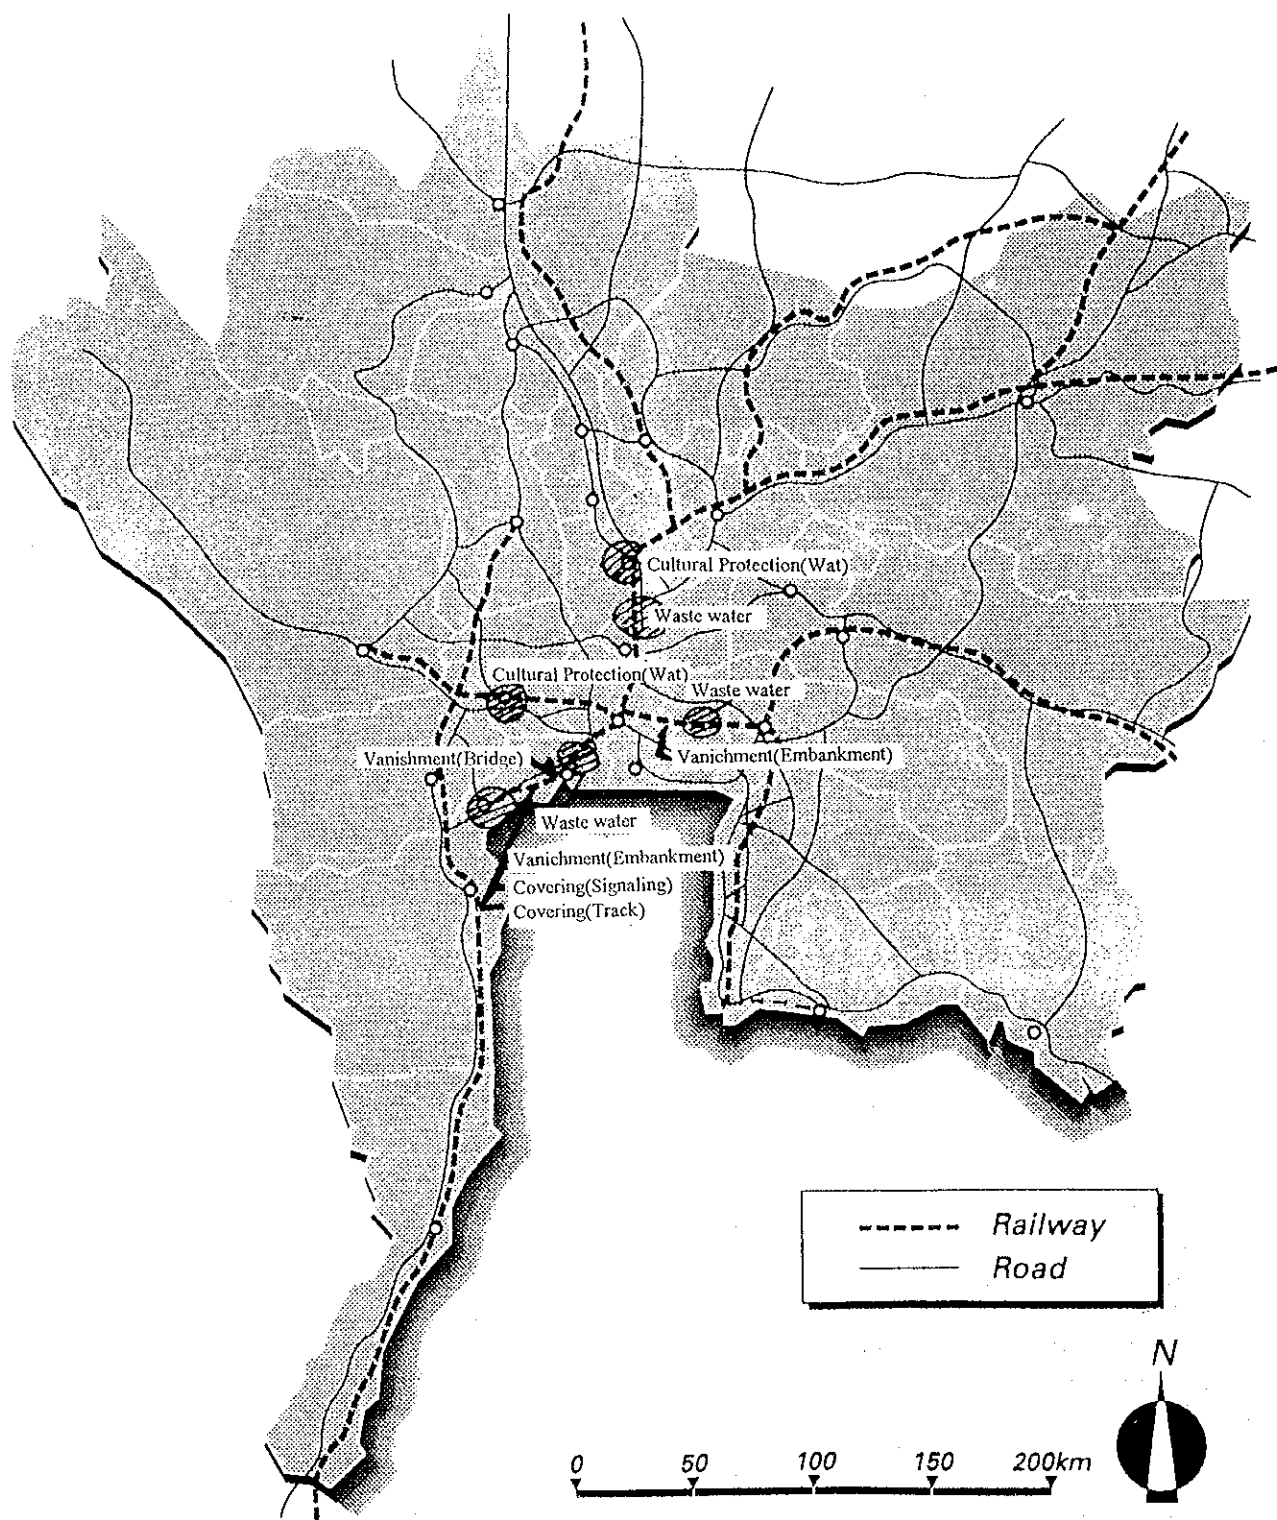 Cultural Protection(Wat)
Waste water
Cultural Protection(Wat)
Waste water
Vanishment(Bridge)
Vanichment(Embankment)
Waste water
Vanichment(Embankment)
Covering(Signaling)
Covering(Track)
Railway
Road
N
0 50 100 150 200km